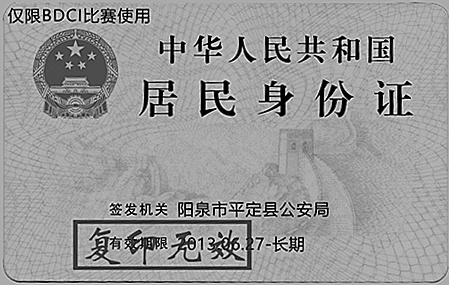 仅限BDCI比赛使用
中华人民共和国
居民身份证
签发机关 阳泉市平定县公安局
有效期限 2013.06.27-长期
复印无效